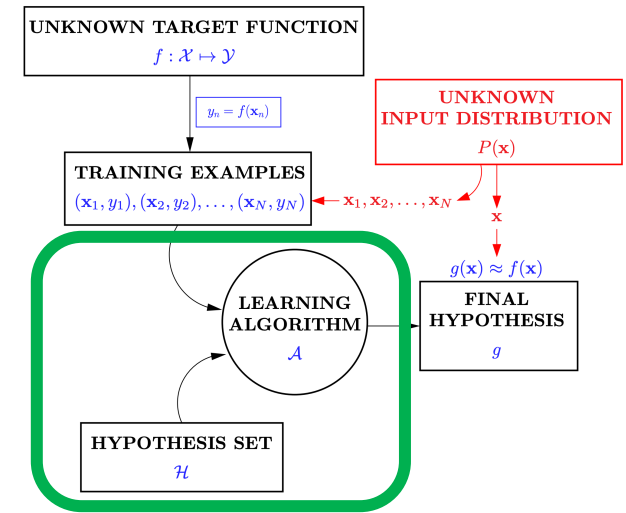 UNKNOWN TARGET FUNCTION
f : 𝒳 ↦ 𝒴
yₙ = f(𝐱ₙ)
UNKNOWN
INPUT DISTRIBUTION
P(𝐱)
TRAINING EXAMPLES
(𝐱₁, y₁), (𝐱₂, y₂), . . . , (𝐱_N, y_N)
𝐱₁, 𝐱₂, . . . , 𝐱_N
𝐱
g(𝐱) ≈ f(𝐱)
LEARNING
ALGORITHM
𝒜
FINAL
HYPOTHESIS
g
HYPOTHESIS SET
ℋ